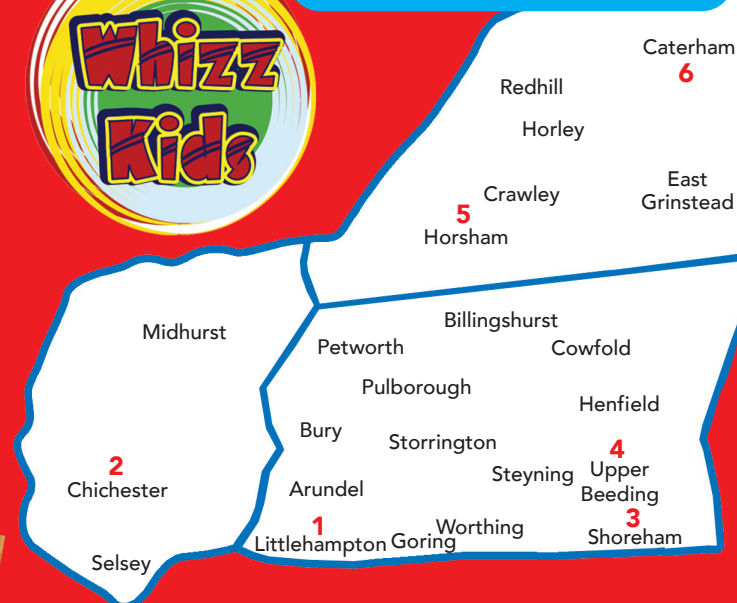 Whizz
Kids
Caterham
6
Redhill
Horley
Crawley
East
Grinstead
5
Horsham
Midhurst
Billingshurst
Petworth
Cowfold
Pulborough
Henfield
Bury
Storrington
4
2
Chichester
Steyning
Upper
Beeding
Arundel
1
Littlehampton
Goring
Worthing
3
Shoreham
Selsey